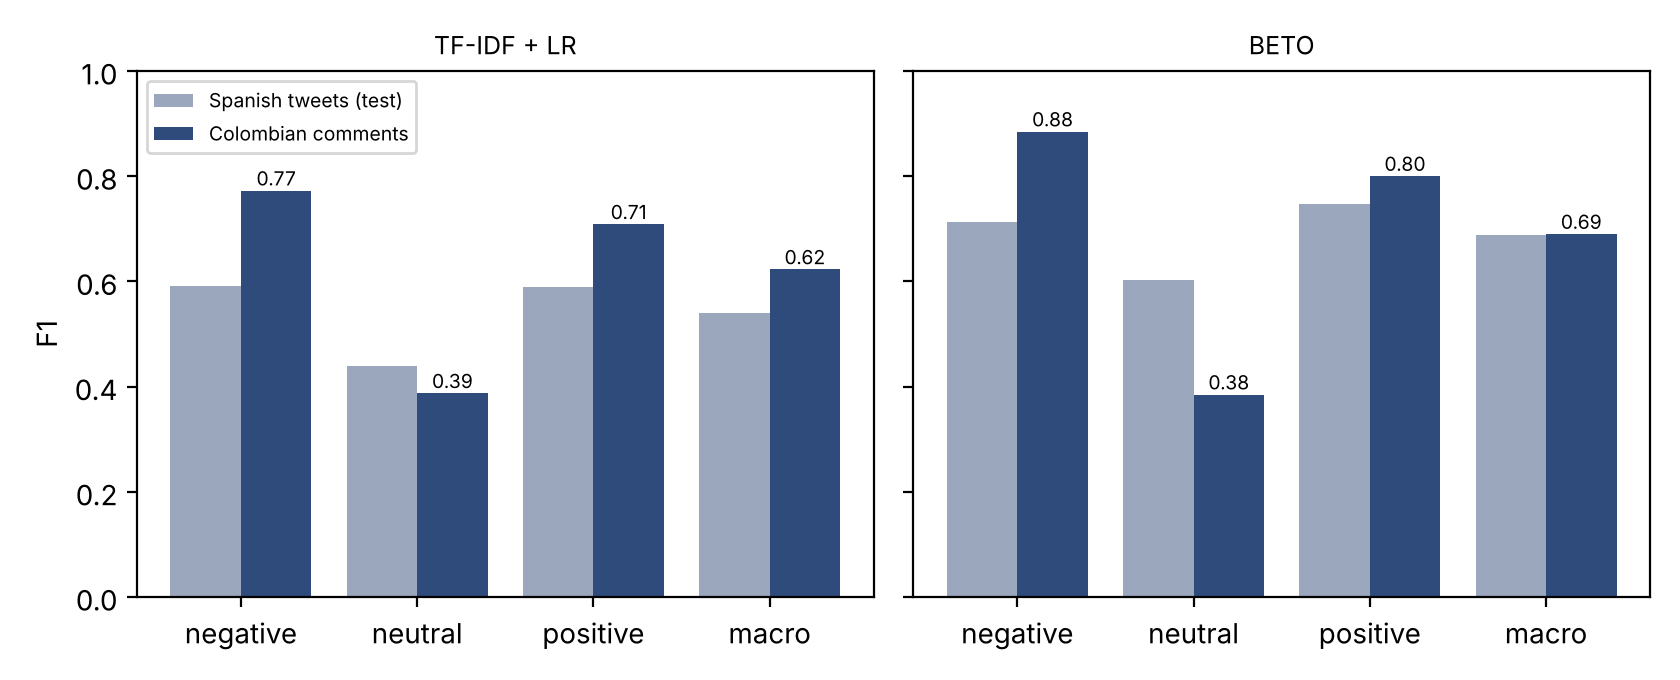 TF-IDF + LR
BETO
Spanish tweets (test)
Colombian comments
F1
1.0
0.8
0.6
0.4
0.2
0.0
0.77
0.39
0.71
0.62
0.88
0.38
0.80
0.69
negative neutral positive macro
negative neutral positive macro